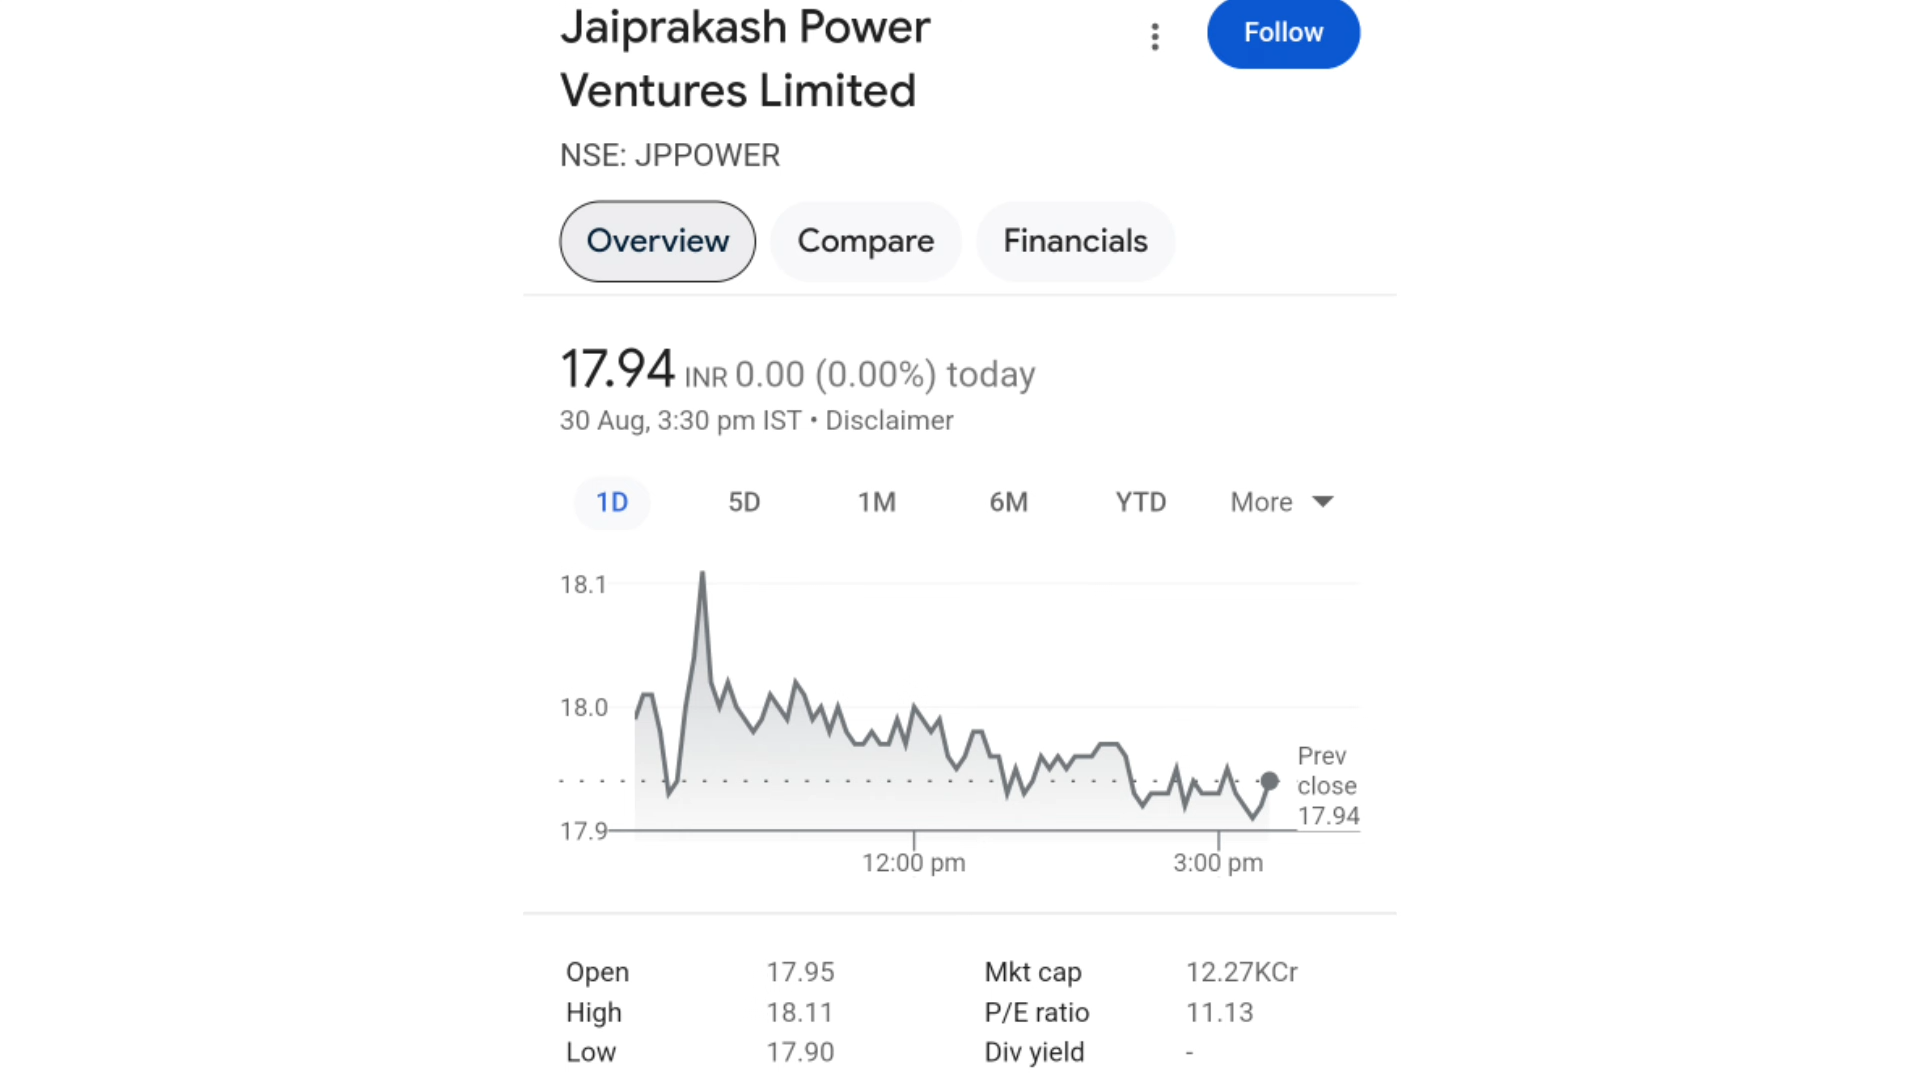 Jaiprakash Power
Ventures Limited
Follow
NSE: JPPOWER
Overview Compare Financials
17.94 INR 0.00 (0.00%) today
30 Aug, 3:30 pm IST • Disclaimer
1D 5D 1M 6M YTD More
18.1
18.0
17.9
Prev
close
17.94
12:00 pm 3:00 pm
Open 17.95 Mkt cap 12.27KCr
High 18.11 P/E ratio 11.13
Low 17.90 Div yield -